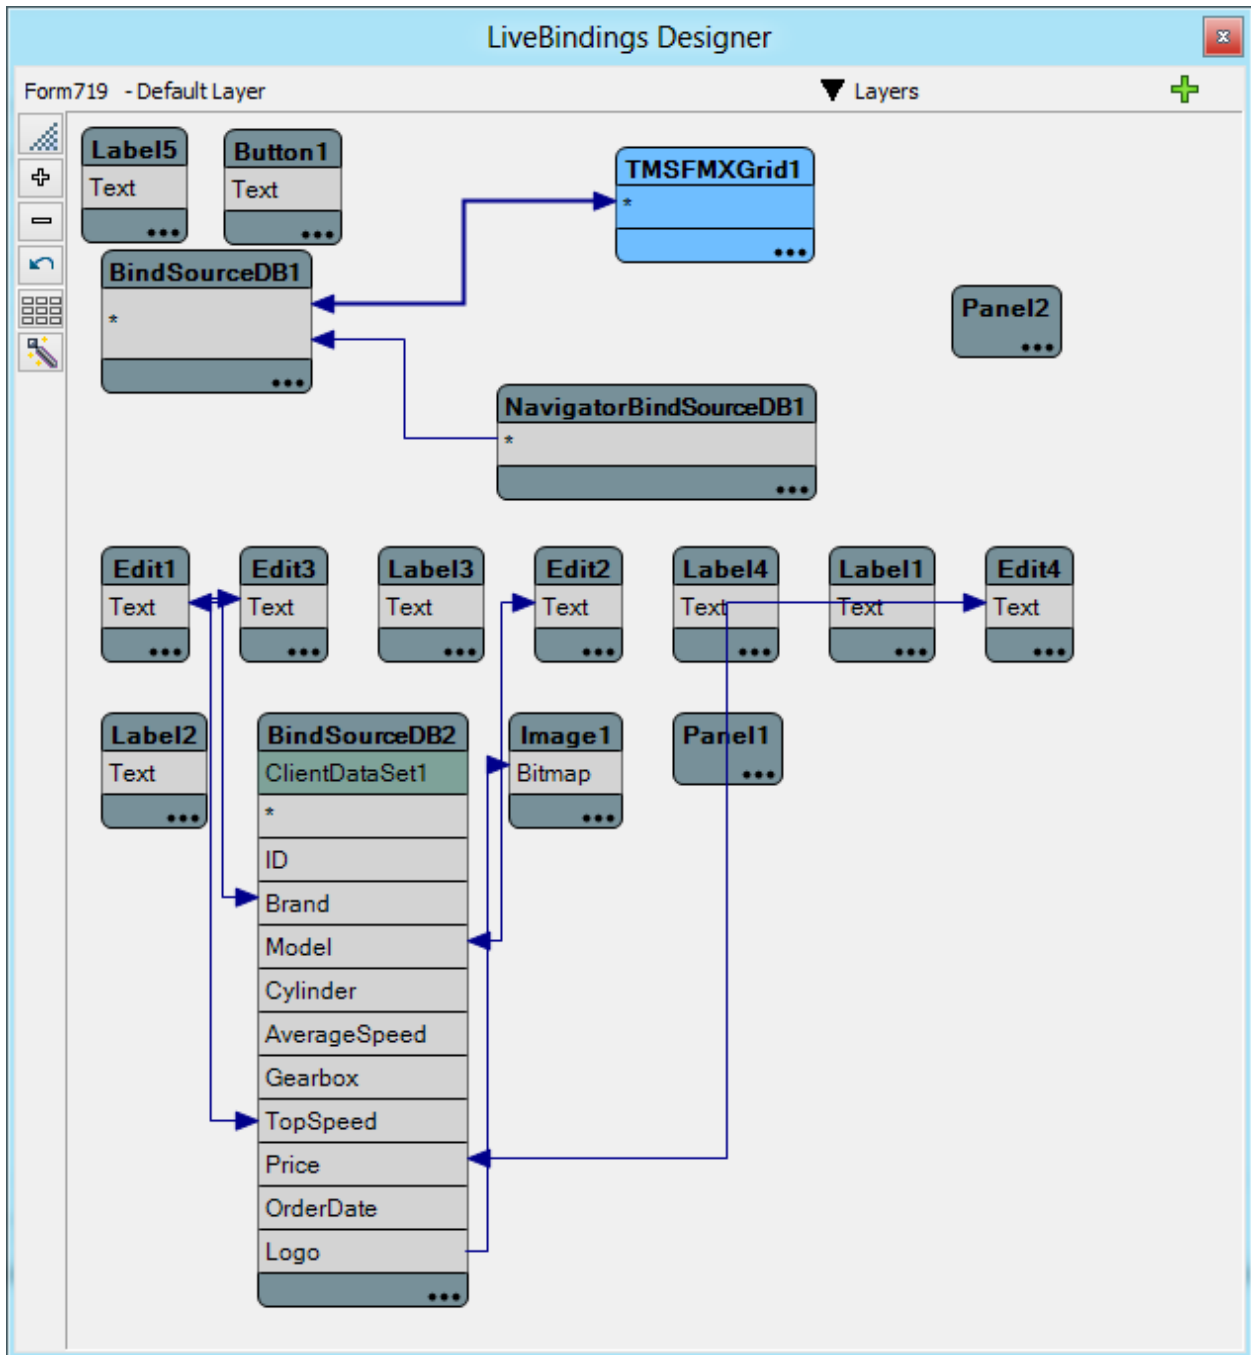 LiveBindings Designer
Form719 - Default Layer
Layers
Label5
Text
Button1
Text
TMSFMXGrid1
*
BindSourceDB1
*
Panel2
NavigatorBindSourceDB1
*
Edit1
Text
Edit3
Text
Label3
Text
Edit2
Text
Label4
Text
Label1
Text
Edit4
Text
Label2
Text
BindSourceDB2
ClientDataSet1
*
ID
Brand
Model
Cylinder
AverageSpeed
Gearbox
TopSpeed
Price
OrderDate
Logo
Image1
Bitmap
Panel1